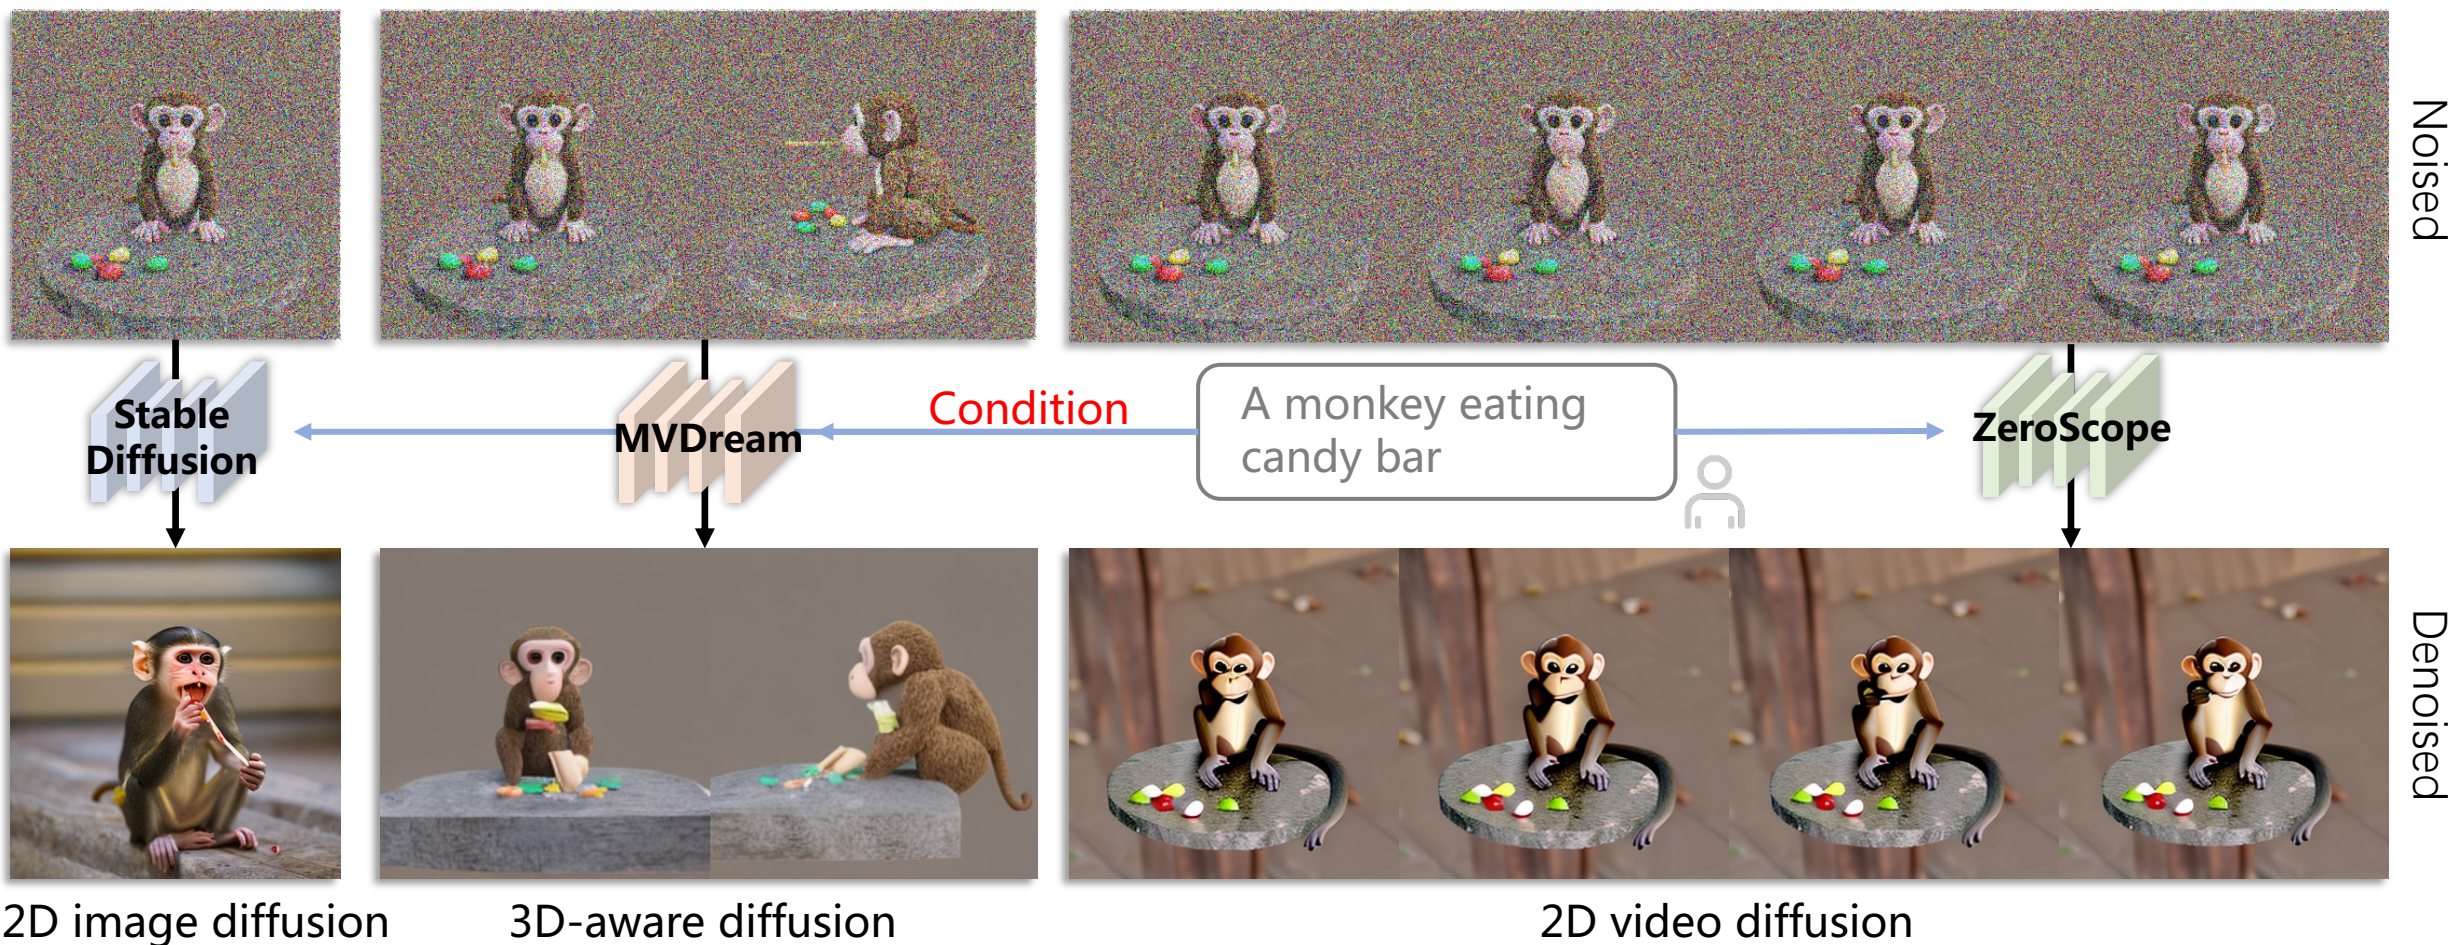 Noised
Stable
Diffusion
MVDream
Condition
A monkey eating
candy bar
ZeroScope
Denoised
2D image diffusion
3D-aware diffusion
2D video diffusion